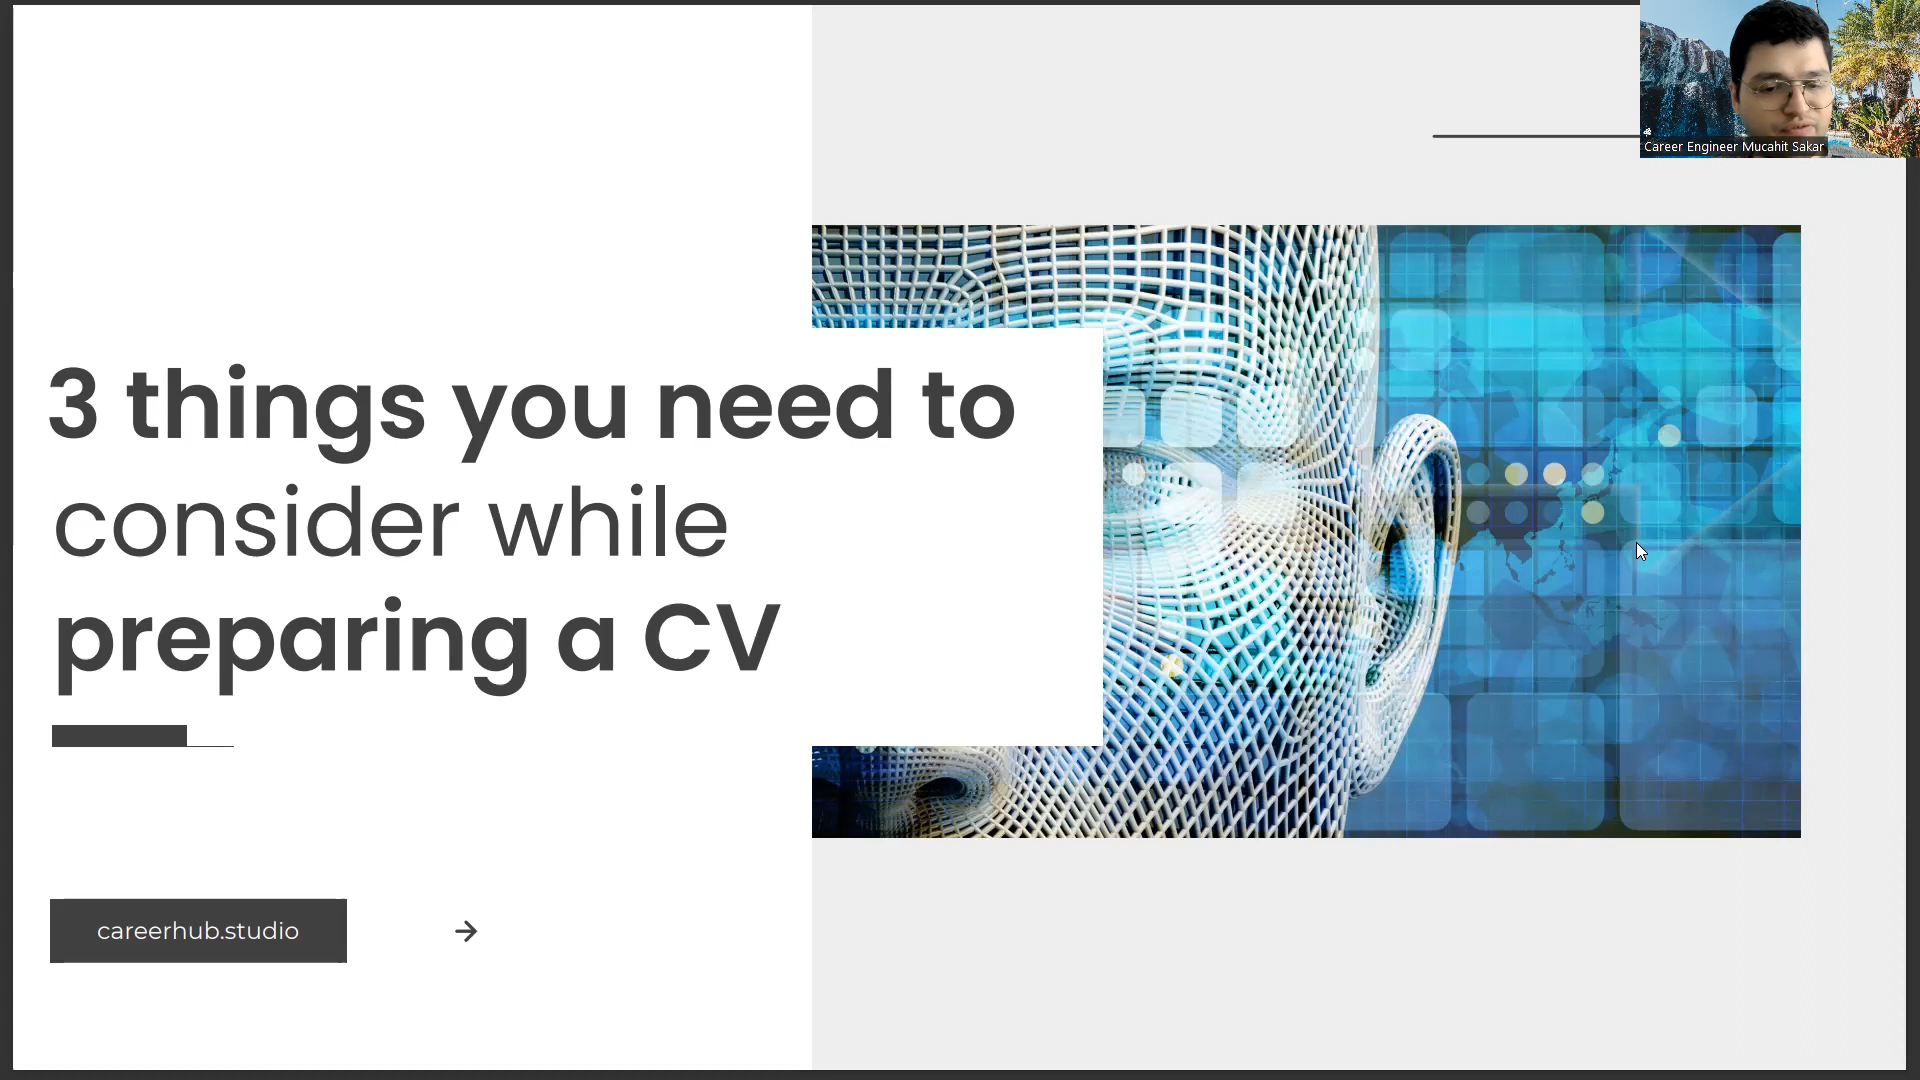 Career Engineer Mucahit Sakar
3 things you need to
consider while
preparing a CV
careerhub.studio